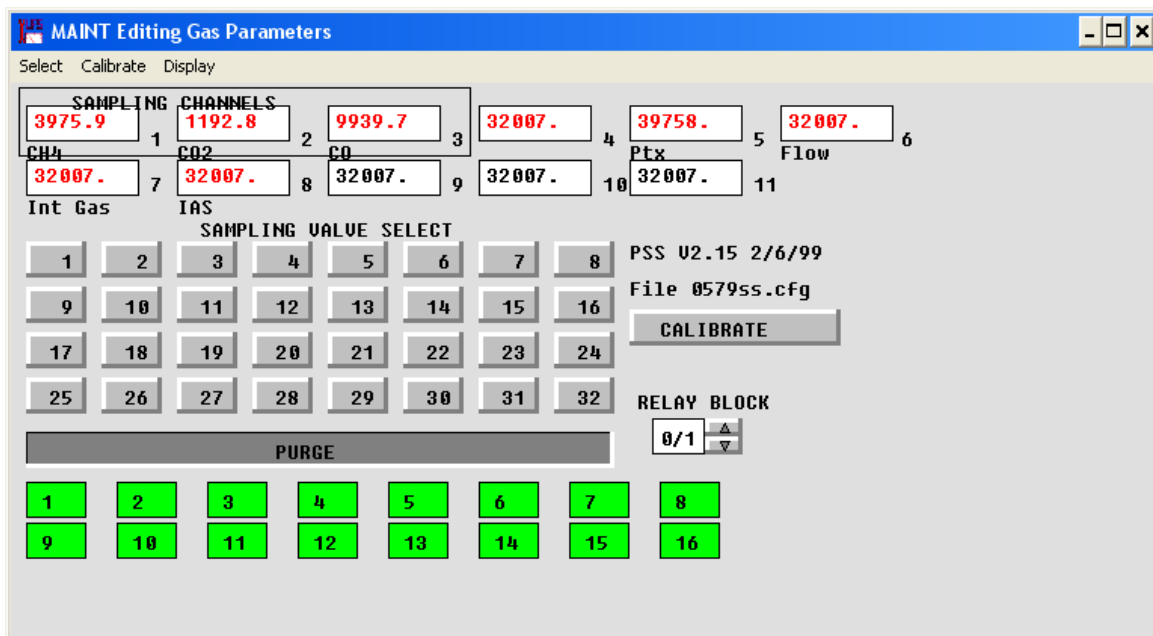 MAINT Editing Gas Parameters
Select Calibrate Display
SAMPLING CHANNELS
3975.9 1 1192.8 2 9939.7 3 32007. 4 39758. 5 32007. 6
CH4 CO2 CO Ptx Flow
32007. 7 32007. 8 32007. 9 32007. 10 32007. 11
Int Gas IAS
SAMPLING VALVE SELECT
1 2 3 4 5 6 7 8 PSS V2.15 2/6/99
9 10 11 12 13 14 15 16 File 0579ss.cfg
CALIBRATE
17 18 19 20 21 22 23 24
25 26 27 28 29 30 31 32 RELAY BLOCK
0/1
PURGE
1 2 3 4 5 6 7 8
9 10 11 12 13 14 15 16